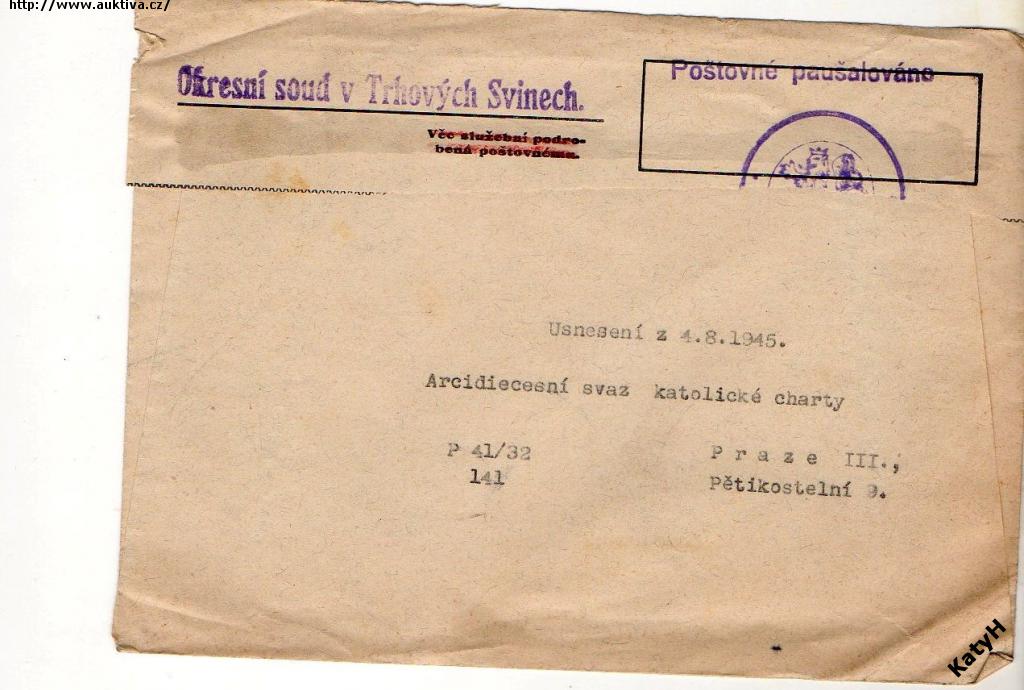 http://www.auktiva.cz/
Okresní soud v Trhových Svinech.
Poštovné paušalováno
Věc služební podro-
bená poštovnému.
Usnesení z 4.8.1945.
Arcidiecesní svaz katolické charty
P 41/32
141
P r a z e III.,
Pětikostelní 9.
KatyH